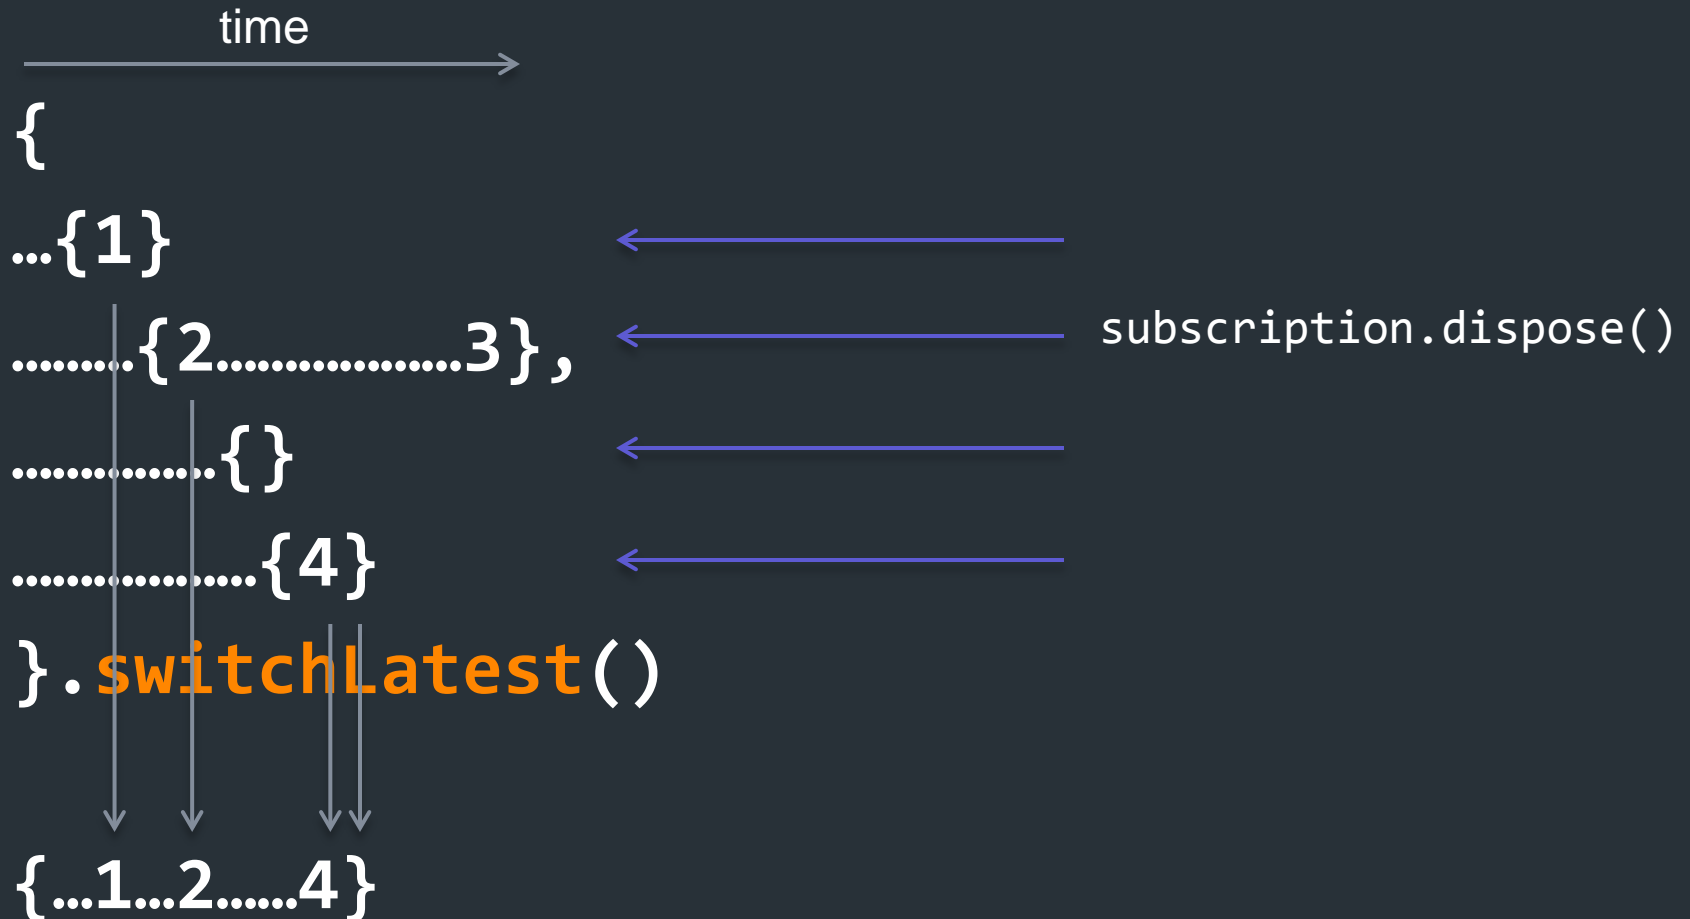 time
{
…{1}
………{2………………3},
subscription.dispose()
……………{}
………………{4}
}.switchLatest()
{…1…2……4}